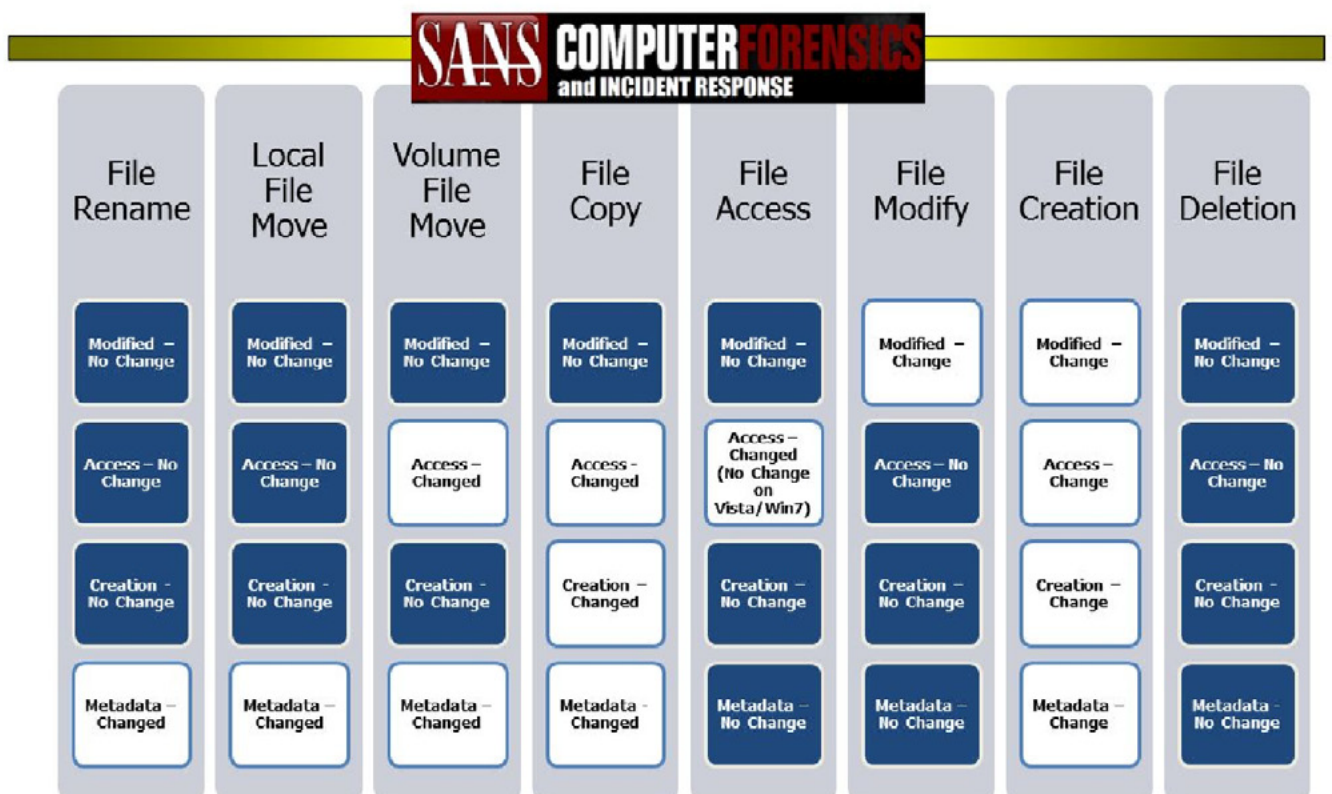 SANS COMPUTER FORENSICS
and INCIDENT RESPONSE
File
Rename
Local
File
Move
Volume
File
Move
File
Copy
File
Access
File
Modify
File
Creation
File
Deletion
Modified –
No Change
Modified –
No Change
Modified –
No Change
Modified –
No Change
Modified –
No Change
Modified –
Change
Modified –
Change
Modified –
No Change
Access – No
Change
Access – No
Change
Access –
Changed
Access -
Changed
Access –
Changed
(No Change
on
Vista/Win7)
Access – No
Change
Access –
Change
Access – No
Change
Creation -
No Change
Creation -
No Change
Creation -
No Change
Creation –
Changed
Creation –
No Change
Creation –
No Change
Creation –
Change
Creation -
No Change
Metadata –
Changed
Metadata –
Changed
Metadata –
Changed
Metadata -
Changed
Metadata –
No Change
Metadata –
No Change
Metadata –
Change
Metadata -
No Change